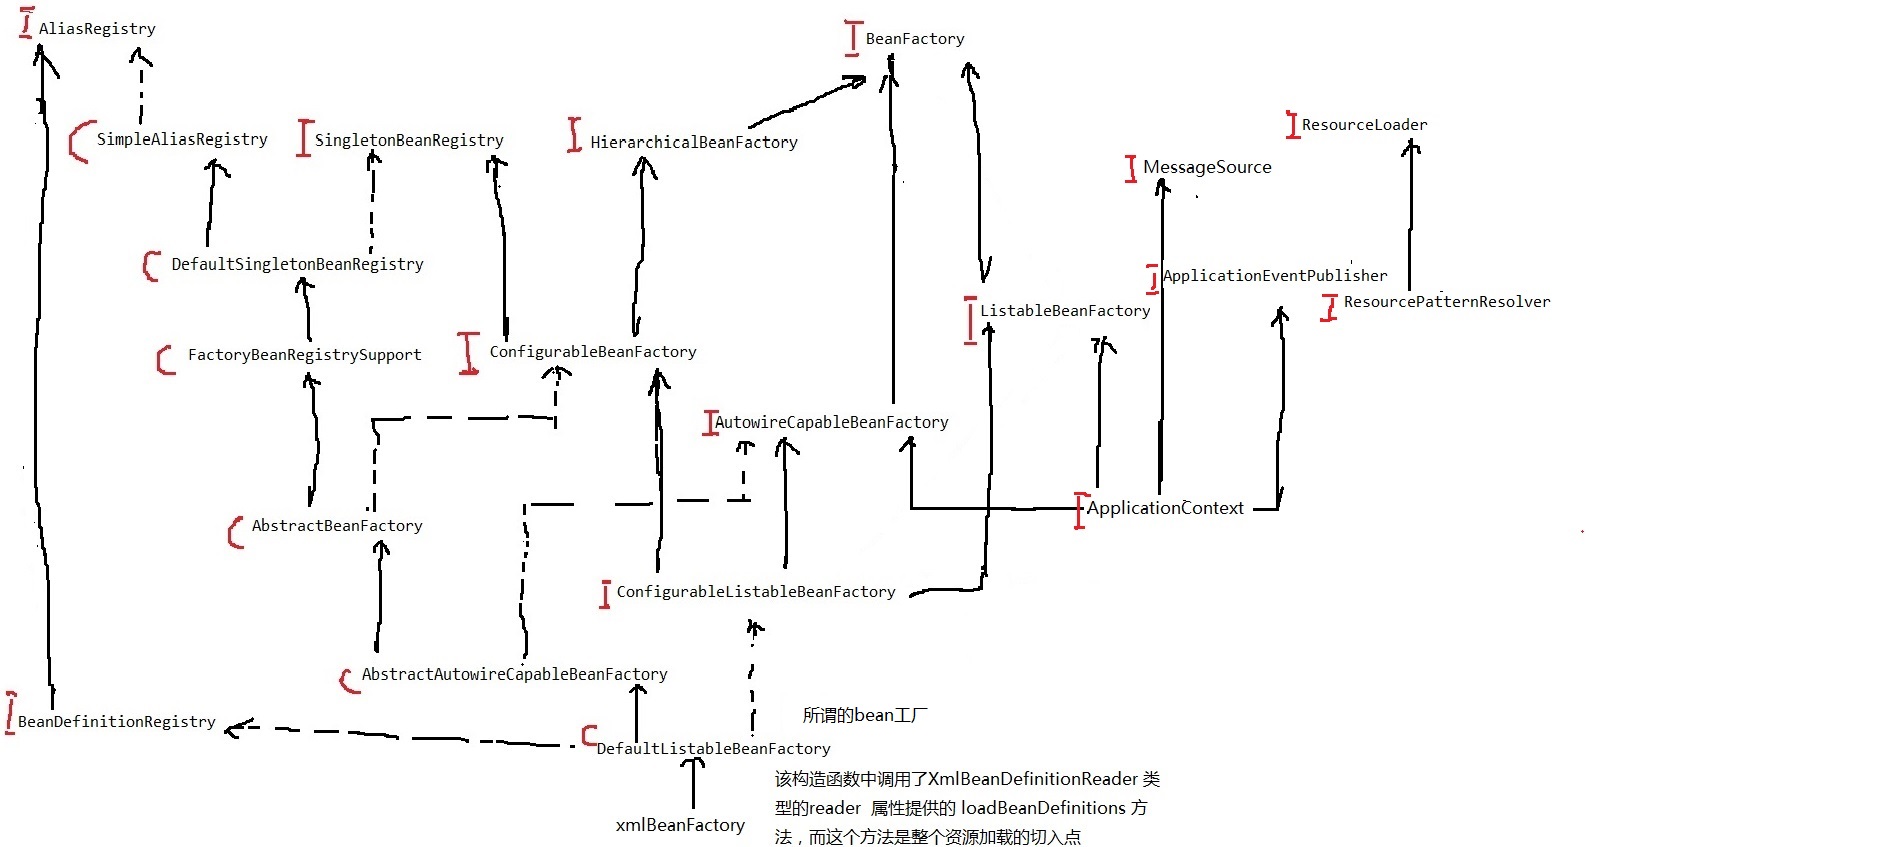 I AliasRegistry
I BeanFactory
I ResourceLoader
C SimpleAliasRegistry
I SingletonBeanRegistry
I HierarchicalBeanFactory
I MessageSource
C DefaultSingletonBeanRegistry
I ApplicationEventPublisher
I ResourcePatternResolver
I ListableBeanFactory
C FactoryBeanRegistrySupport
I ConfigurableBeanFactory
I AutowireCapableBeanFactory
I ApplicationContext
C AbstractBeanFactory
I ConfigurableListableBeanFactory
C AbstractAutowireCapableBeanFactory
I BeanDefinitionRegistry
所谓的bean工厂
C DefaultListableBeanFactory
该构造函数中调用了XmlBeanDefinitionReader 类
型的reader 属性提供的 loadBeanDefinitions 方
法，而这个方法是整个资源加载的切入点
xmlBeanFactory